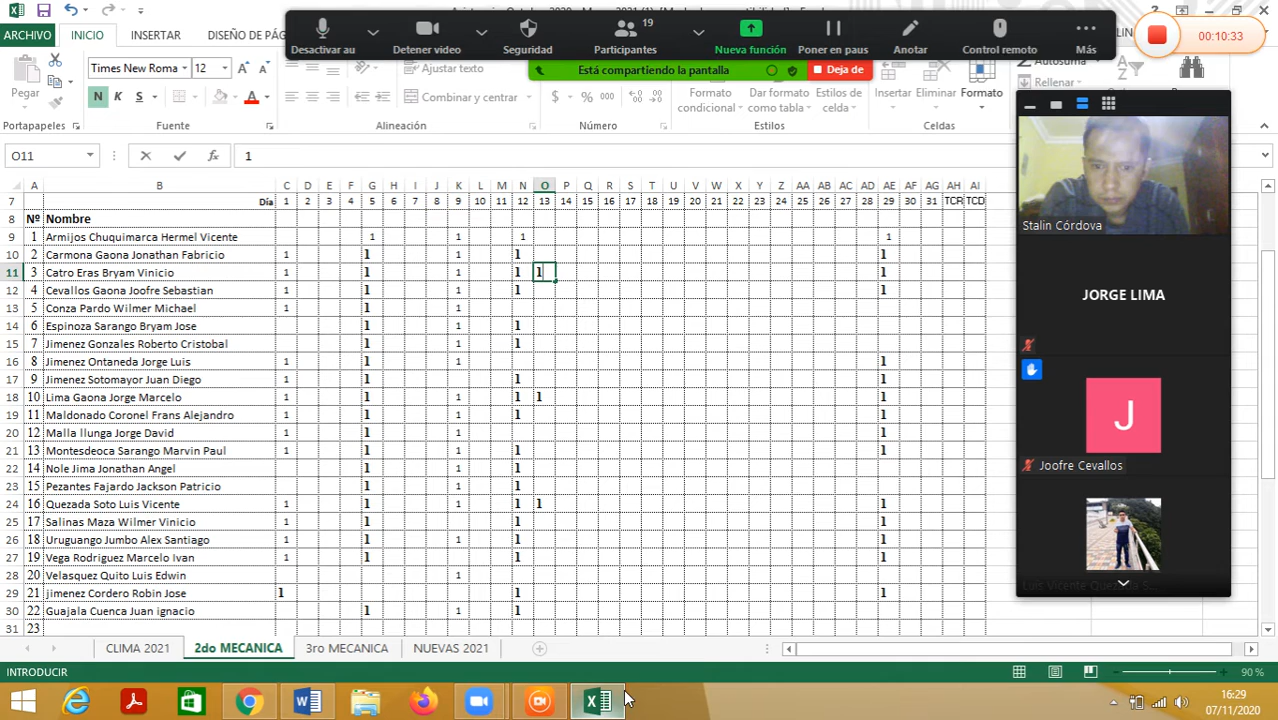 Desactivar au
Detener video
Seguridad
19
Participantes
Nueva función
Poner en paus
Anotar
Control remoto
Más
00:10:33
Está compartiendo la pantalla
Deja de
ARCHIVO
INICIO
INSERTAR
DISEÑO DE PÁG
Times New Roma
12
Ajustar texto
Autosuma
Rellenar
Pegar
N K S
Combinar y centrar
$ %
Formato condicional
Dar formato como tabla
Estilos de celda
Insertar
Eliminar
Formato
Portapapeles
Fuente
Alineación
Número
Estilos
Celdas
O11
1
A B C D E F G H I J K L M N O P Q R S T U V W X Y Z AA AB AC AD AE AF AG AH AI
7 Día 1 2 3 4 5 6 7 8 9 10 11 12 13 14 15 16 17 18 19 20 21 22 23 24 25 26 27 28 29 30 31 TCR TCD
8 Nº Nombre
9 1 Armijos Chuquimarca Hermel Vicente 1 1 1 1
10 2 Carmona Gaona Jonathan Fabricio 1 1 1 1 1
11 3 Catro Eras Bryam Vinicio 1 1 1 1 1 1
12 4 Cevallos Gaona Joofre Sebastian 1 1 1 1 1
13 5 Conza Pardo Wilmer Michael 1 1 1
14 6 Espinoza Sarango Bryam Jose 1 1 1
15 7 Jimenez Gonzales Roberto Cristobal 1 1 1
16 8 Jimenez Ontaneda Jorge Luis 1 1 1 1
17 9 Jimenez Sotomayor Juan Diego 1 1 1 1
18 10 Lima Gaona Jorge Marcelo 1 1 1 1 1 1
19 11 Maldonado Coronel Frans Alejandro 1 1 1 1 1
20 12 Malla llunga Jorge David 1 1 1 1
21 13 Montesdeoca Sarango Marvin Paul 1 1 1 1 1
22 14 Nole Jima Jonathan Angel 1 1 1
23 15 Pezantes Fajardo Jackson Patricio 1 1 1
24 16 Quezada Soto Luis Vicente 1 1 1 1 1 1
25 17 Salinas Maza Wilmer Vinicio 1 1 1 1
26 18 Uruguango Jumbo Alex Santiago 1 1 1 1 1
27 19 Vega Rodriguez Marcelo Ivan 1 1 1 1 1
28 20 Velasquez Quito Luis Edwin 1
29 21 jimenez Cordero Robin Jose 1 1 1
30 22 Guajala Cuenca Juan ignacio 1 1 1
31 23
Stalin Córdova
JORGE LIMA
J
Joofre Cevallos
Luis Vicente Quezada S...
CLIMA 2021
2do MECANICA
3ro MECANICA
NUEVAS 2021
INTRODUCIR
90 %
16:29
07/11/2020